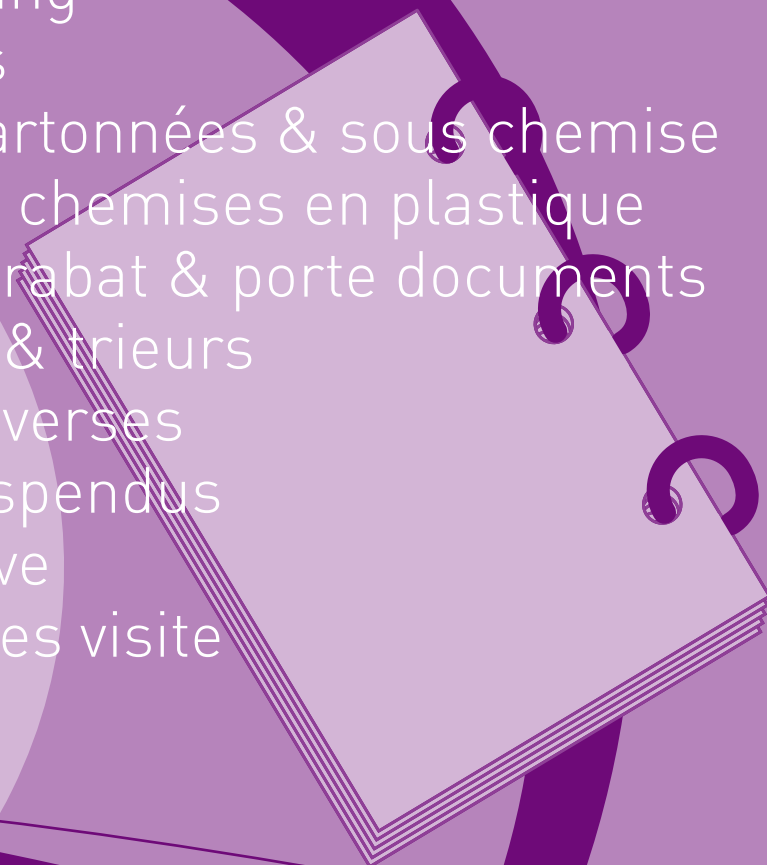 artonnées & sous chemise
chemises en plastique
rabat & porte documents
& trieurs
verses
spendus
ve
es visite